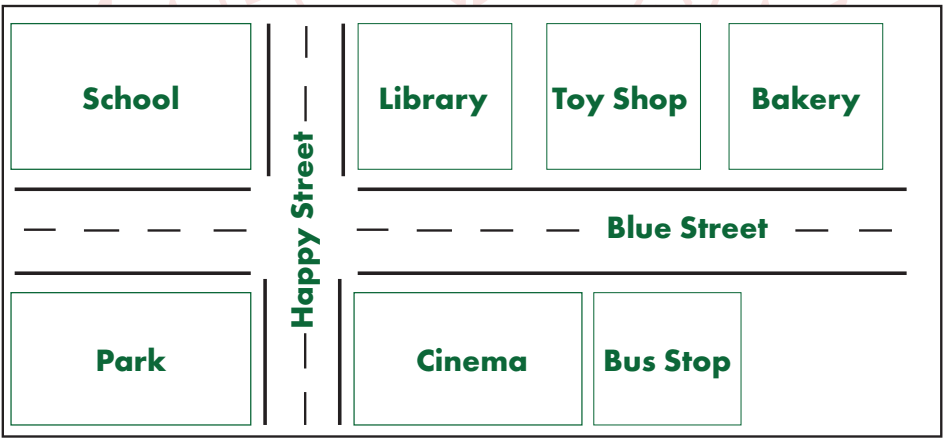 School
Library
Toy Shop
Bakery
Happy Street
Blue Street
Park
Cinema
Bus Stop